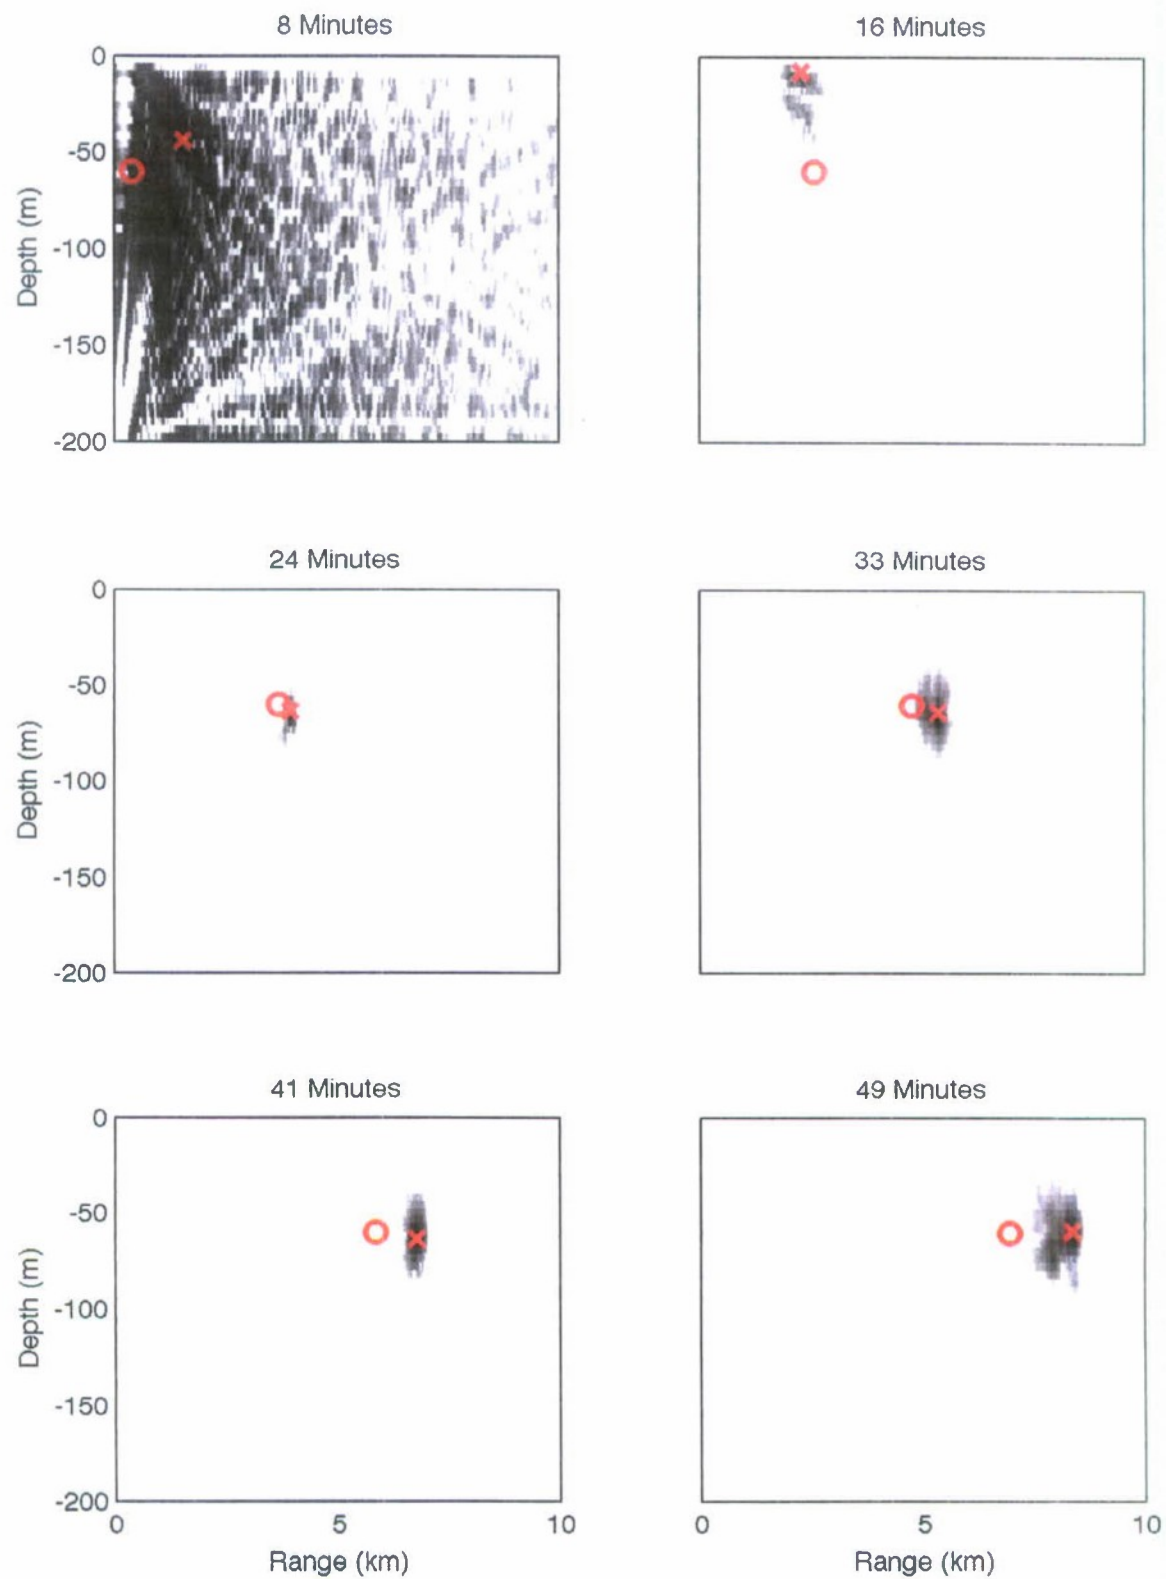 8 Minutes
16 Minutes
0
-50
-100
-150
-200
Depth (m)
24 Minutes
33 Minutes
0
-50
-100
-150
-200
Depth (m)
41 Minutes
49 Minutes
0
-50
-100
-150
-200
Depth (m)
0 5 10
0 5 10
Range (km)
Range (km)